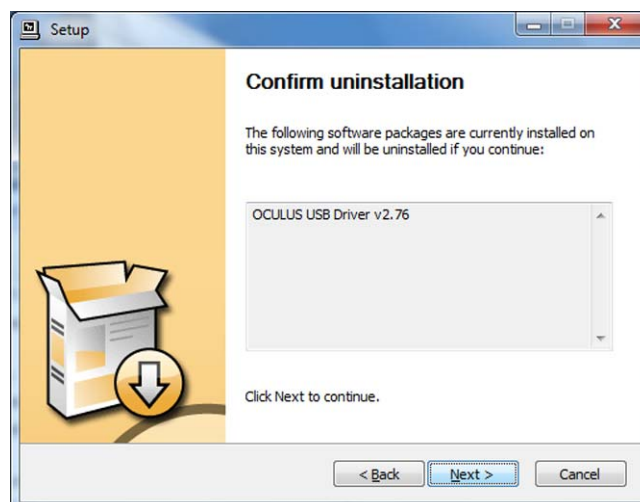 Setup
Confirm uninstallation
The following software packages are currently installed on
this system and will be uninstalled if you continue:
OCULUS USB Driver v2.76
Click Next to continue.
< Back
Next >
Cancel